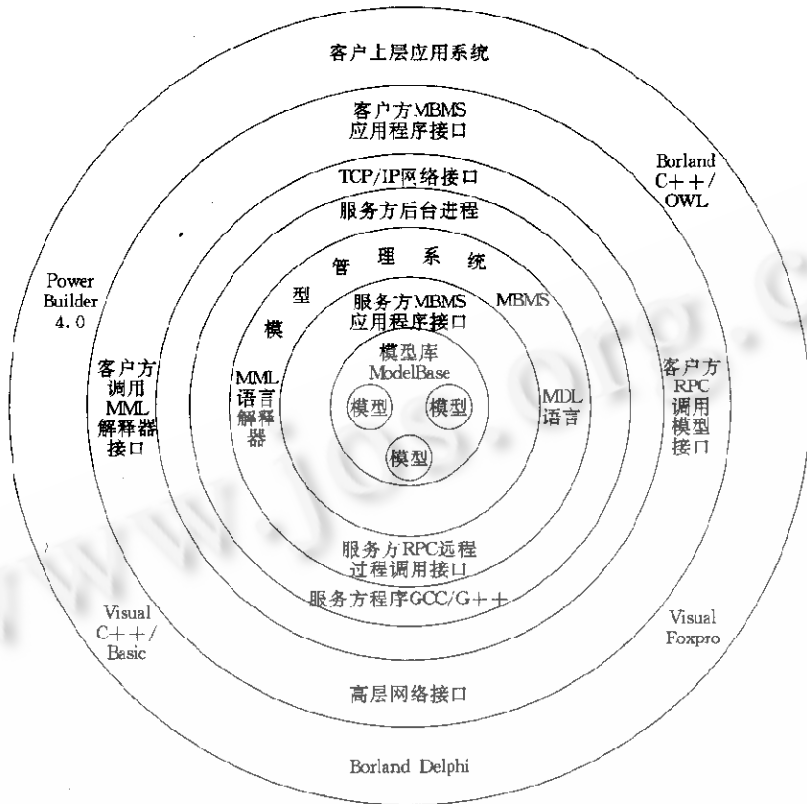 客户上层应用系统
客户方MBMS
应用程序接口
TCP/IP网络接口
Borland
C++/
OWL
服务方后台进程
模型管理系统
MBMS
Power
Builder
4.0
服务方MBMS
应用程序接口
模型库
ModelBase
模型
模型
模型
客户方
调用
MML
解释器
接口
MML
语言
解释
器
MDL
语言
客户方
RPC
调用
模型
接口
服务方RPC远程
过程调用接口
服务方程序GCC/G++
Visual
C++/
Basic
Visual
Foxpro
高层网络接口
Borland Delphi
www.jos.org.c